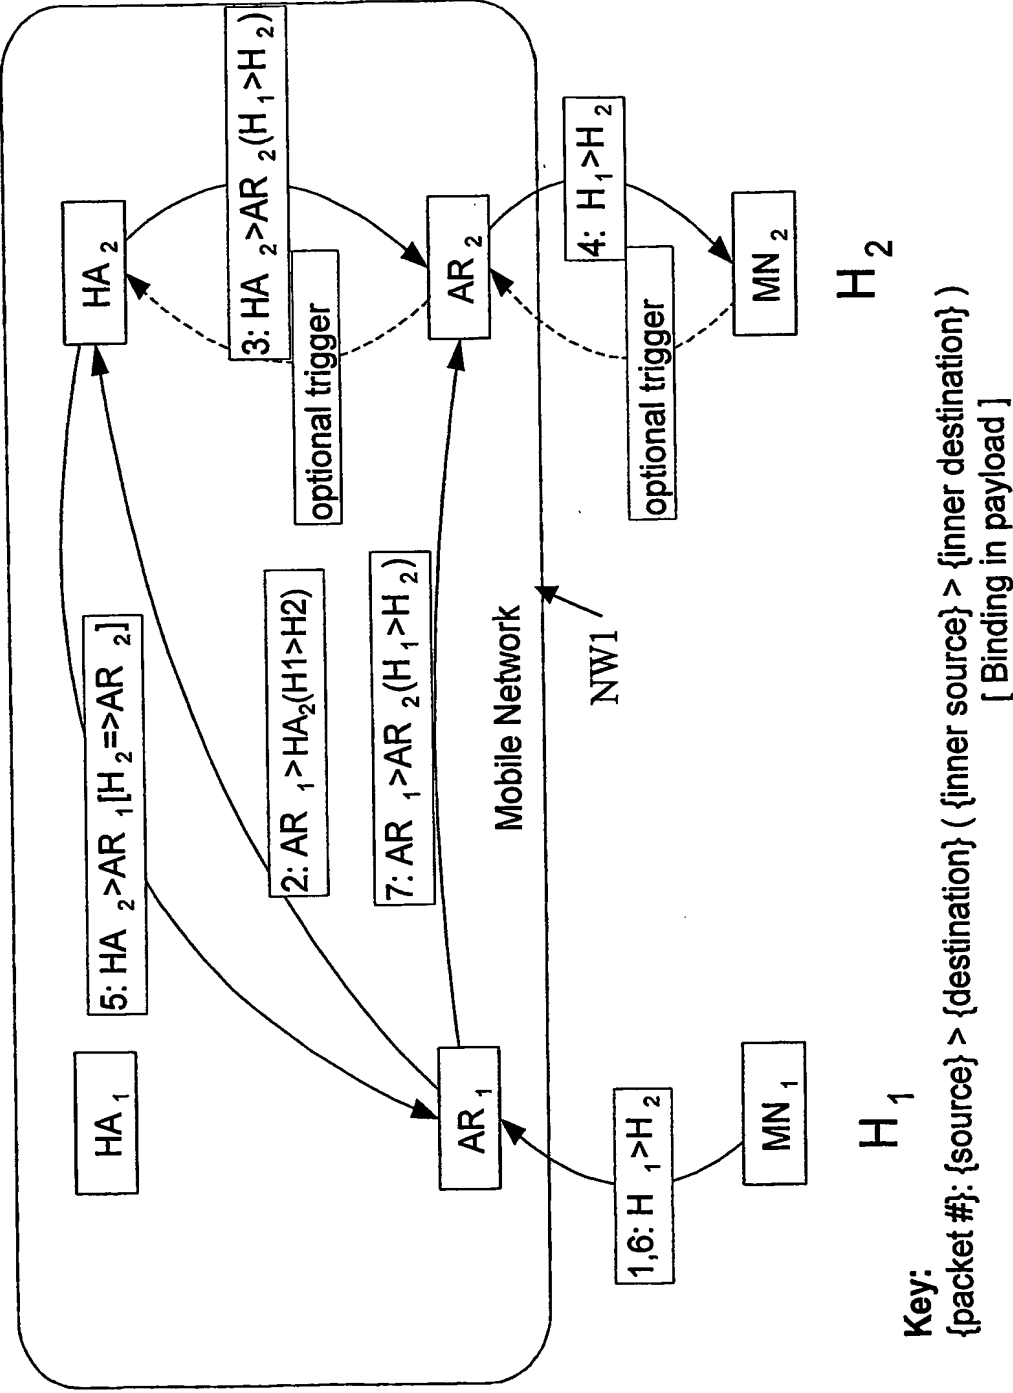 HA 1
5: HA 2>AR 1[H 2=>AR 2]
HA 2
2: AR 1>HA2(H1>H2)
3: HA 2>AR 2(H 1>H 2)
optional trigger
7: AR 1>AR 2(H 1>H 2)
AR 1
AR 2
Mobile Network
NW1
1,6: H 1>H 2
4: H 1>H 2
optional trigger
MN 1
MN 2
H 1
H 2
Key:
{packet #}: {source} > {destination} ( {inner source} > {inner destination} )
[ Binding in payload ]